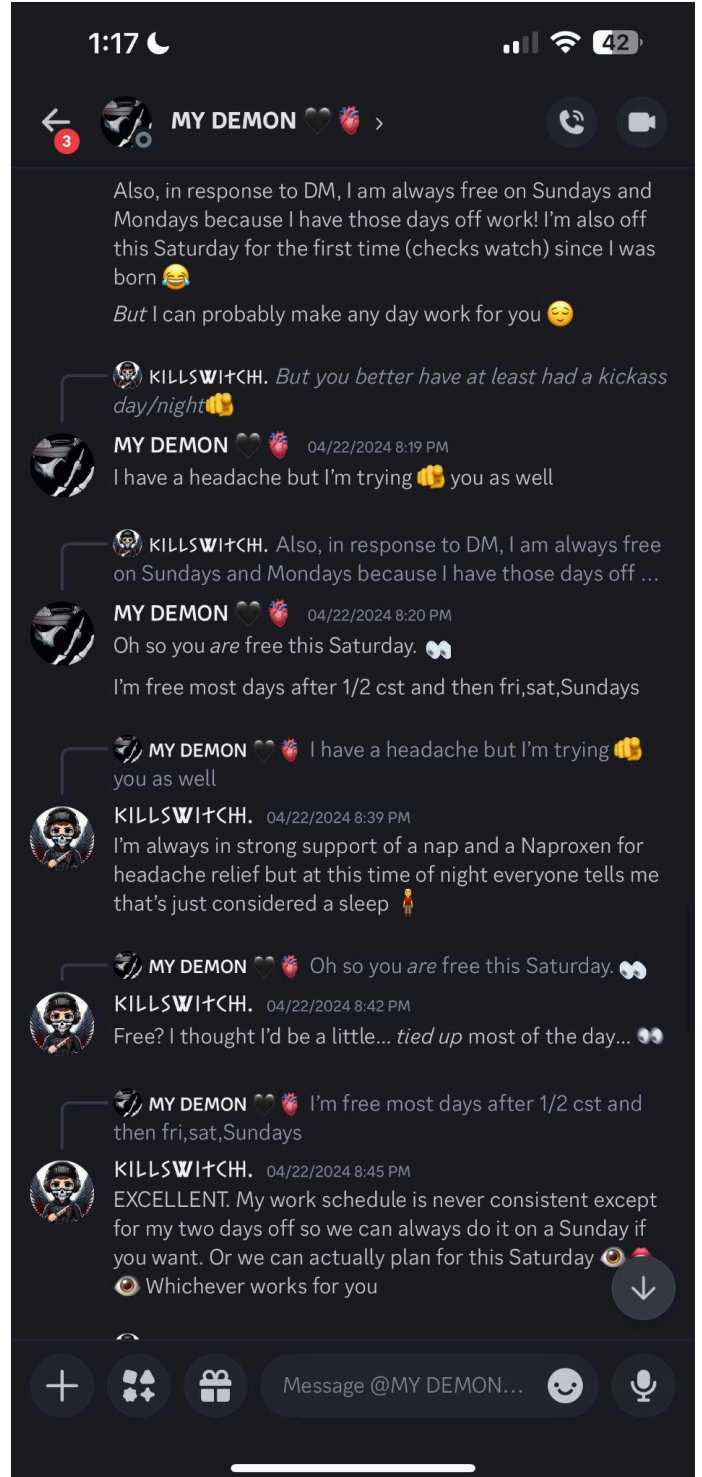 1:17
42
3
MY DEMON 🖤 🫀 >
Also, in response to DM, I am always free on Sundays and
Mondays because I have those days off work! I'm also off
this Saturday for the first time (checks watch) since I was
born 😂
But I can probably make any day work for you 😌
KILLSWITCH. But you better have at least had a kickass
day/night🫵
MY DEMON 🖤 🫀 04/22/2024 8:19 PM
I have a headache but I'm trying 🫵 you as well
KILLSWITCH. Also, in response to DM, I am always free
on Sundays and Mondays because I have those days off …
MY DEMON 🖤 🫀 04/22/2024 8:20 PM
Oh so you are free this Saturday. 👀
I'm free most days after 1/2 cst and then fri,sat,Sundays
MY DEMON 🖤 🫀 I have a headache but I'm trying 🫵
you as well
KILLSWITCH. 04/22/2024 8:39 PM
I'm always in strong support of a nap and a Naproxen for
headache relief but at this time of night everyone tells me
that's just considered a sleep 🧍
MY DEMON 🖤 🫀 Oh so you are free this Saturday. 👀
KILLSWITCH. 04/22/2024 8:42 PM
Free? I thought I'd be a little... tied up most of the day... 👀
MY DEMON 🖤 🫀 I'm free most days after 1/2 cst and
then fri,sat,Sundays
KILLSWITCH. 04/22/2024 8:45 PM
EXCELLENT. My work schedule is never consistent except
for my two days off so we can always do it on a Sunday if
you want. Or we can actually plan for this Saturday 👁️👄
👁️ Whichever works for you
Message @MY DEMON...